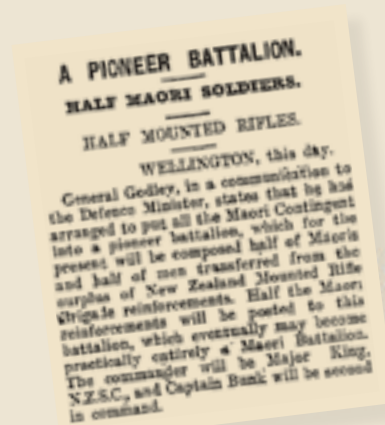 A PIONEER BATTALION.
HALF MAORI SOLDIERS.
HALF MOUNTED RIFLES.
WELLINGTON, this day.
General Godley, in a communication to
the Defence Minister, states that he has
arranged to put all the Maori Contingent
into a pioneer battalion, which for the
present will be composed half of Maoris
and half of men transferred from the
surplus of New Zealand Mounted Rifle
Brigade reinforcements. Half the Maori
reinforcements will be posted to this
battalion, which eventually may become
practically entirely a Maori Battalion.
The commander will be Major King,
N.Z.S.C., and Captain Bank will be second
in command.